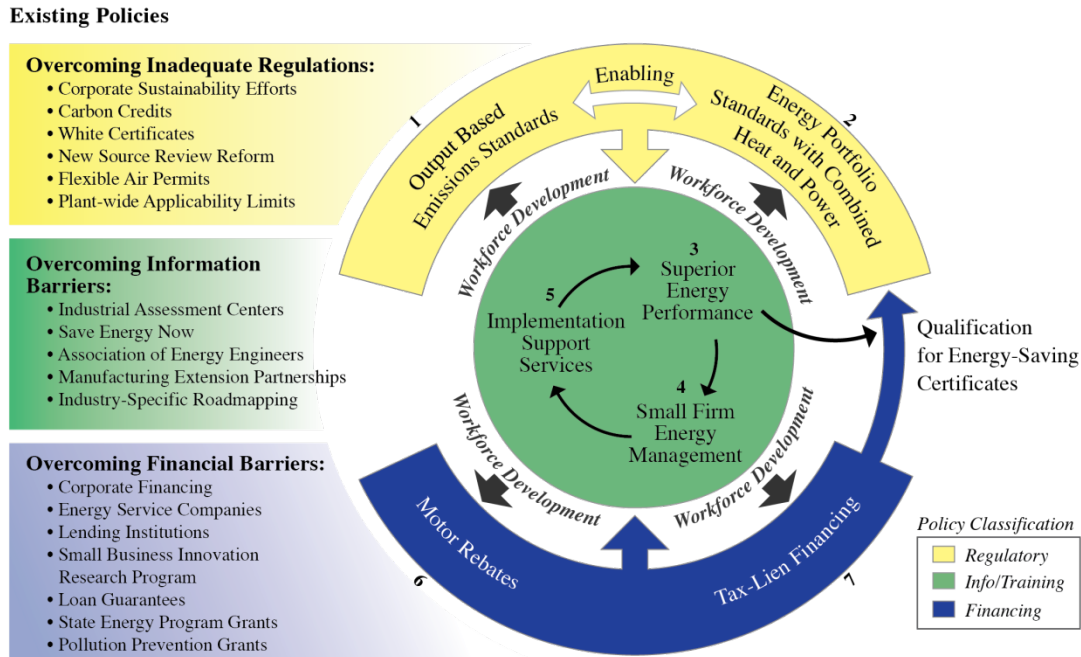 Existing Policies
Overcoming Inadequate Regulations:
• Corporate Sustainability Efforts
• Carbon Credits
• White Certificates
• New Source Review Reform
• Flexible Air Permits
• Plant-wide Applicability Limits
Overcoming Information
Barriers:
• Industrial Assessment Centers
• Save Energy Now
• Association of Energy Engineers
• Manufacturing Extension Partnerships
• Industry-Specific Roadmapping
Overcoming Financial Barriers:
• Corporate Financing
• Energy Service Companies
• Lending Institutions
• Small Business Innovation
Research Program
• Loan Guarantees
• State Energy Program Grants
• Pollution Prevention Grants
1
Output Based
Emissions Standards
Enabling
2
Energy Portfolio
Standards with Combined
Heat and Power
Workforce Development
Workforce Development
3
Superior
Energy
Performance
5
Implementation
Support
Services
4
Small Firm
Energy
Management
Qualification
for Energy-Saving
Certificates
Workforce Development
Workforce Development
6
Motor Rebates
Tax-Lien Financing
7
Policy Classification
Regulatory
Info/Training
Financing